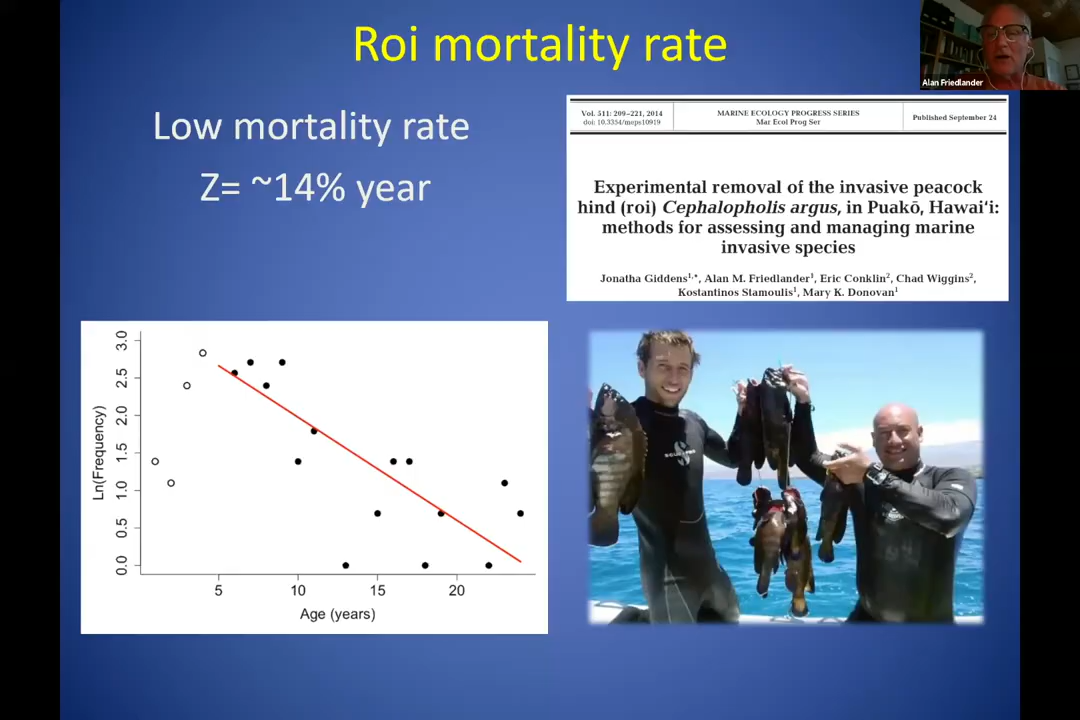 Roi mortality rate
Alan Friedlander
Low mortality rate
Z= ~14% year
Vol. 511: 209–221, 2014
doi: 10.3354/meps10919
MARINE ECOLOGY PROGRESS SERIES
Mar Ecol Prog Ser
Published September 24
Experimental removal of the invasive peacock
hind (roi) Cephalopholis argus, in Puakō, Hawaiʻi:
methods for assessing and managing marine
invasive species
Jonatha Giddens1,*, Alan M. Friedlander1, Eric Conklin2, Chad Wiggins2,
Kostantinos Stamoulis1, Mary K. Donovan1
Ln(Frequency)
3.0
2.5
2.0
1.5
1.0
0.5
0.0
5 10 15 20
Age (years)